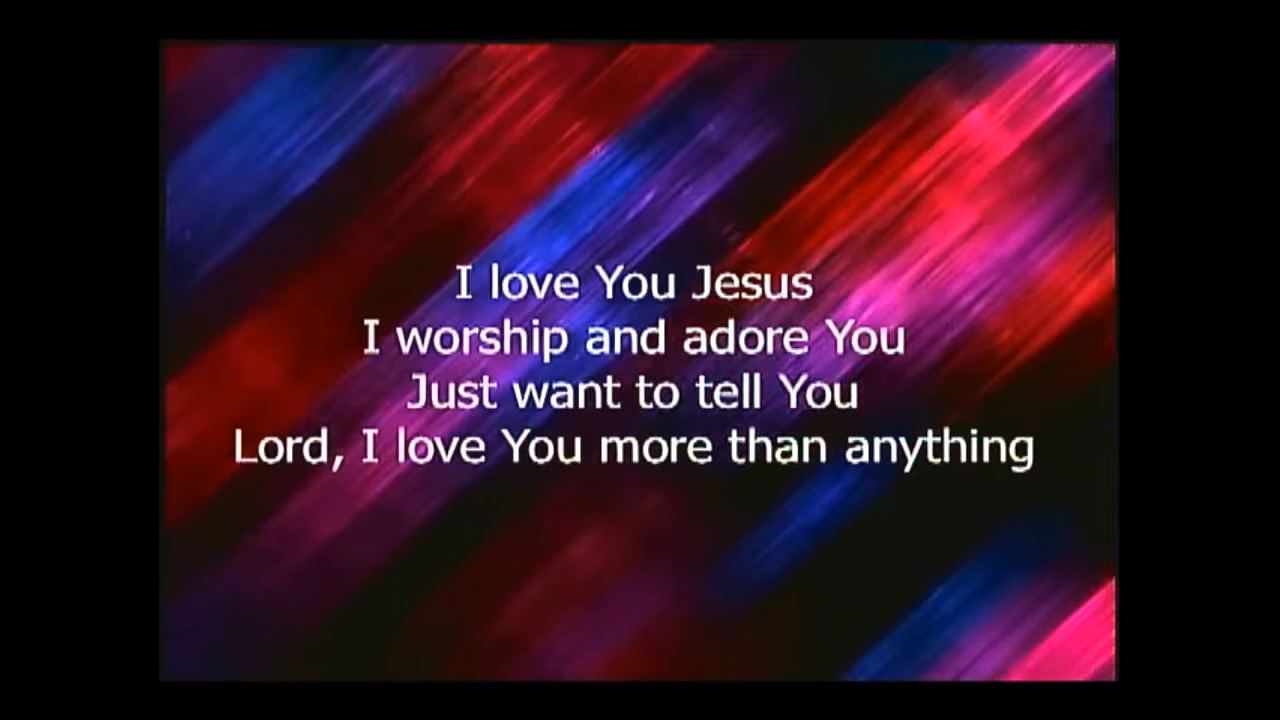 I love You Jesus
I worship and adore You
Just want to tell You
Lord, I love You more than anything